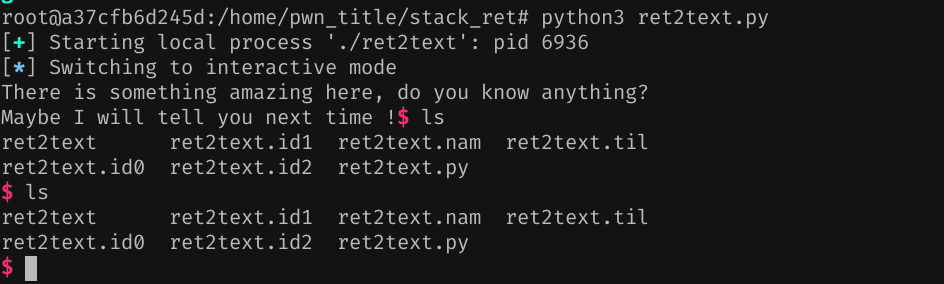 root@a37cfb6d245d:/home/pwn_title/stack_ret# python3 ret2text.py
[+] Starting local process './ret2text': pid 6936
[*] Switching to interactive mode
There is something amazing here, do you know anything?
Maybe I will tell you next time !$ ls
ret2text      ret2text.id1  ret2text.nam  ret2text.til
ret2text.id0  ret2text.id2  ret2text.py
$ ls
ret2text      ret2text.id1  ret2text.nam  ret2text.til
ret2text.id0  ret2text.id2  ret2text.py
$